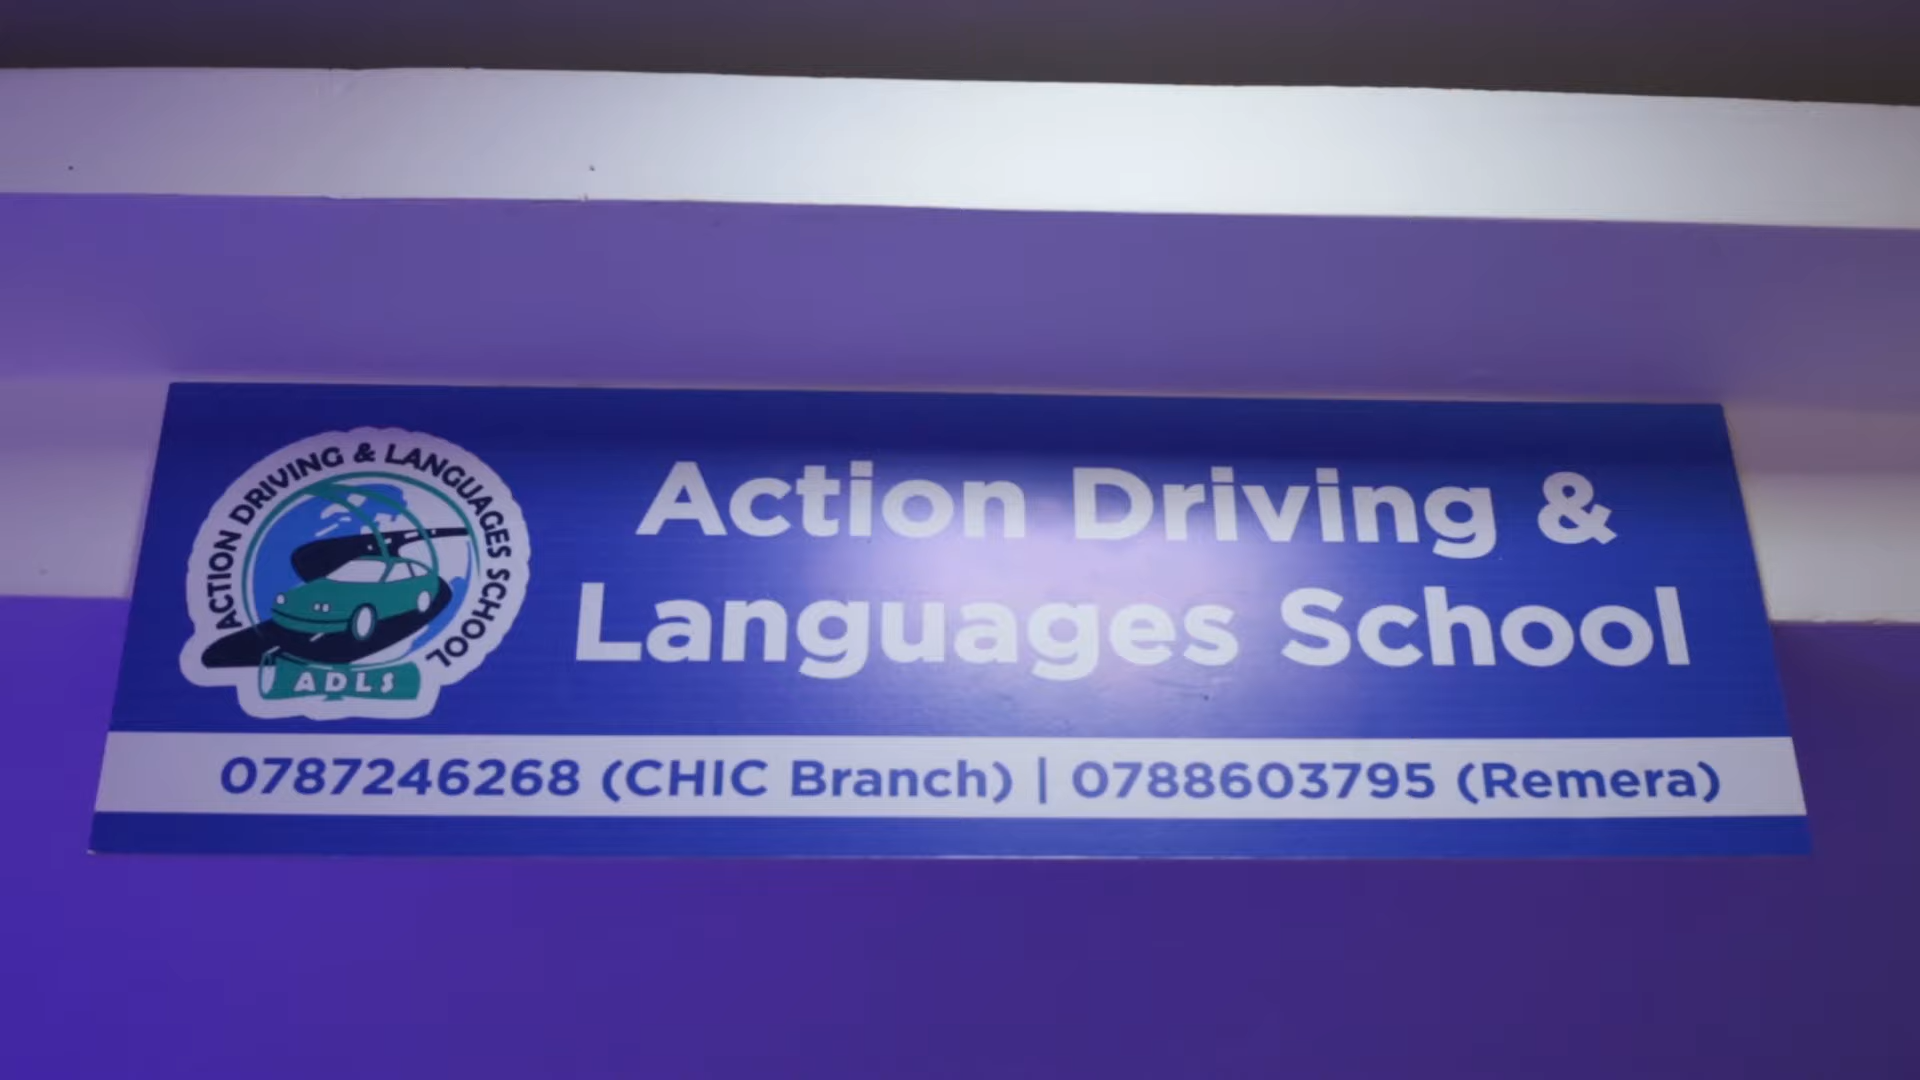 ACTION DRIVING & LANGUAGES SCHOOL
ADLS
Action Driving &
Languages School
0787246268 (CHIC Branch) | 0788603795 (Remera)